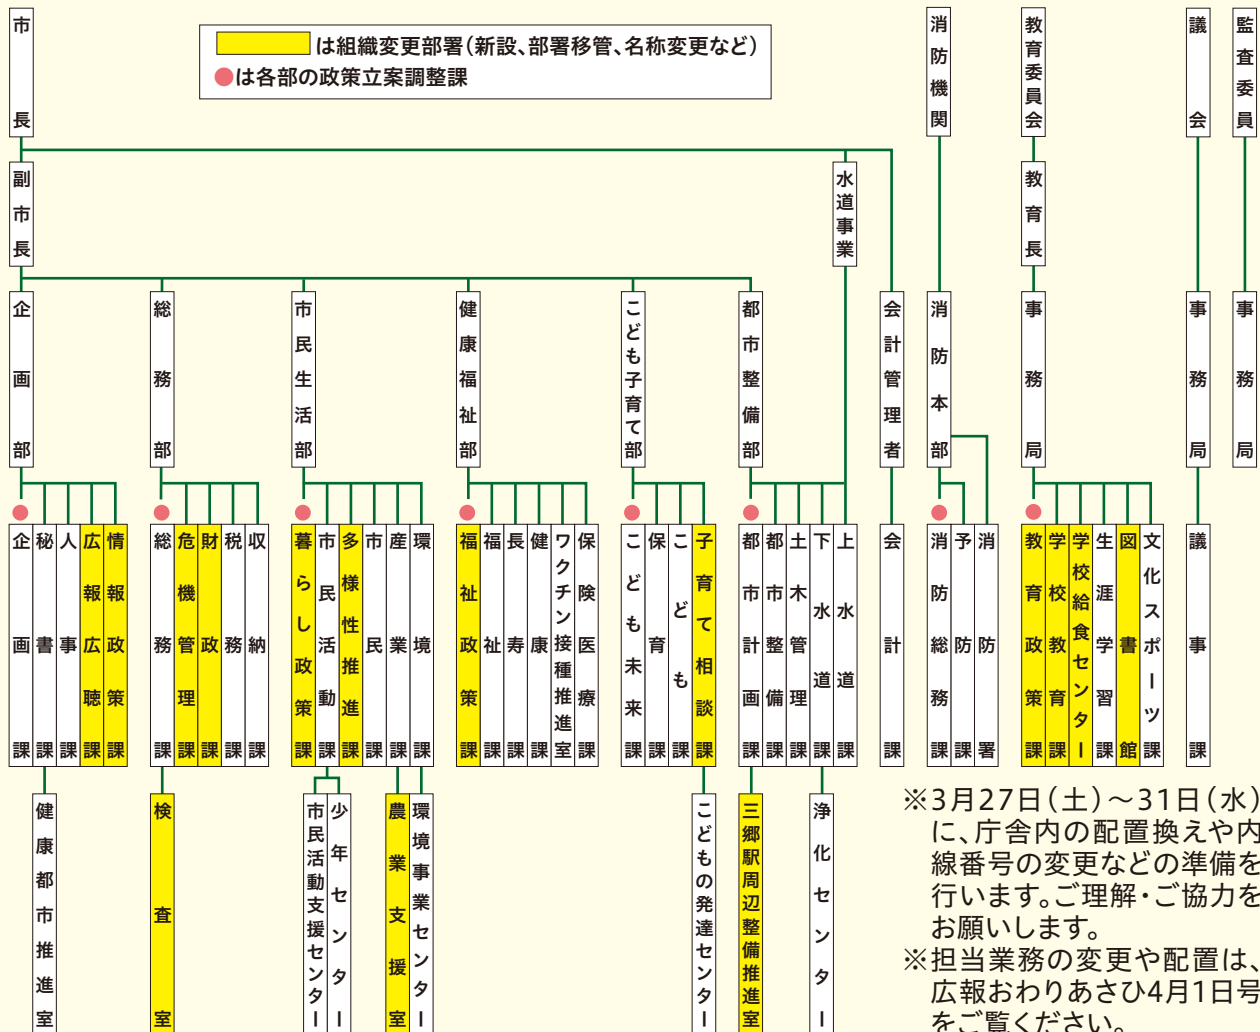 は組織変更部署(新設、部署移管、名称変更など)
●は各部の政策立案調整課
市長
消防機関
教育委員会
議会
監査委員
副市長
水道事業
教育長
企画部
総務部
市民生活部
健康福祉部
こども子育て部
都市整備部
会計管理者
消防本部
事務局
事務局
事務局
企画課
秘書課
人事課
広報広聴課
情報政策課
総務課
危機管理課
財政課
税務課
収納課
暮らし政策課
市民活動課
多様性推進課
市民課
産業課
環境課
福祉政策課
福祉課
長寿課
健康課
ワクチン接種推進室
保険医療課
こども未来課
保育課
こども課
子育て相談課
都市計画課
都市整備課
土木管理課
下水道課
上水道課
会計課
消防総務課
予防課
消防署
教育政策課
学校教育課
学校給食センター
生涯学習課
図書館
文化スポーツ課
議事課
健康都市推進室
検査室
市民活動支援センター
少年センター
農業支援室
環境事業センター
こどもの発達センター
三郷駅周辺整備推進室
浄化センター
※3月27日(土)~31日(水)
に、庁舎内の配置換えや内
線番号の変更などの準備を
行います。ご理解・ご協力を
お願いします。
※担当業務の変更や配置は、
広報おわりあさひ4月1日号
をご覧ください。